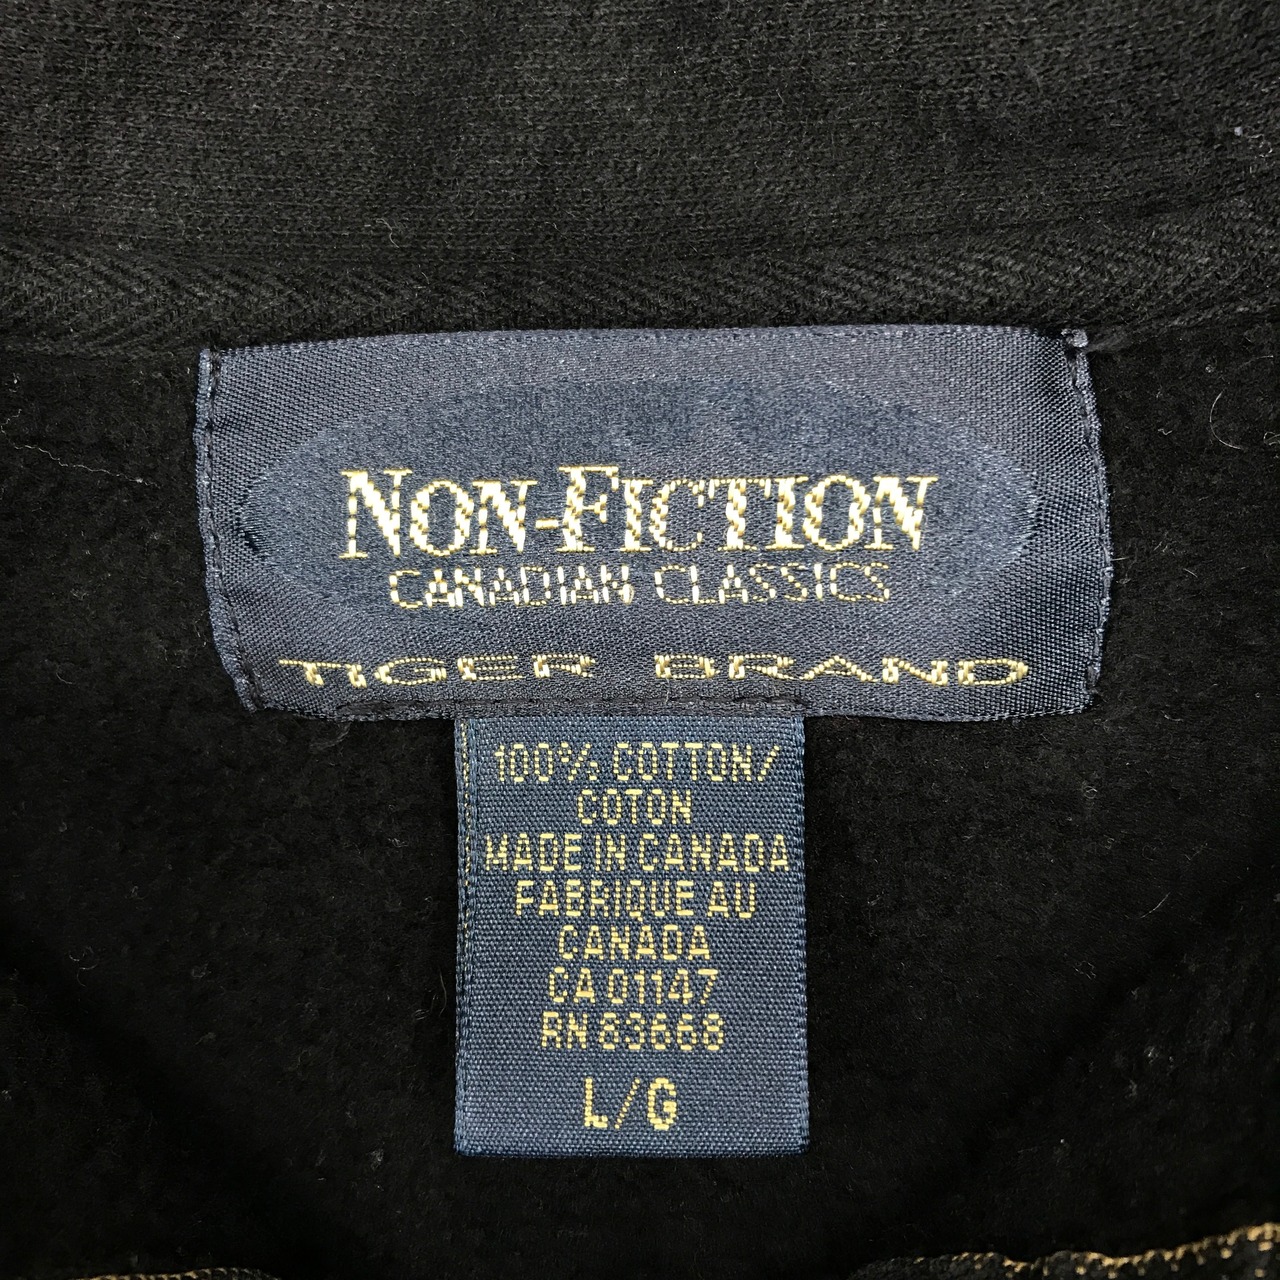 NON-FICTION
CANADIAN CLASSICS
TIGER BRAND
100% COTTON/
COTON
MADE IN CANADA
FABRIQUE AU
CANADA
CA 01147
RN 83668
L/G